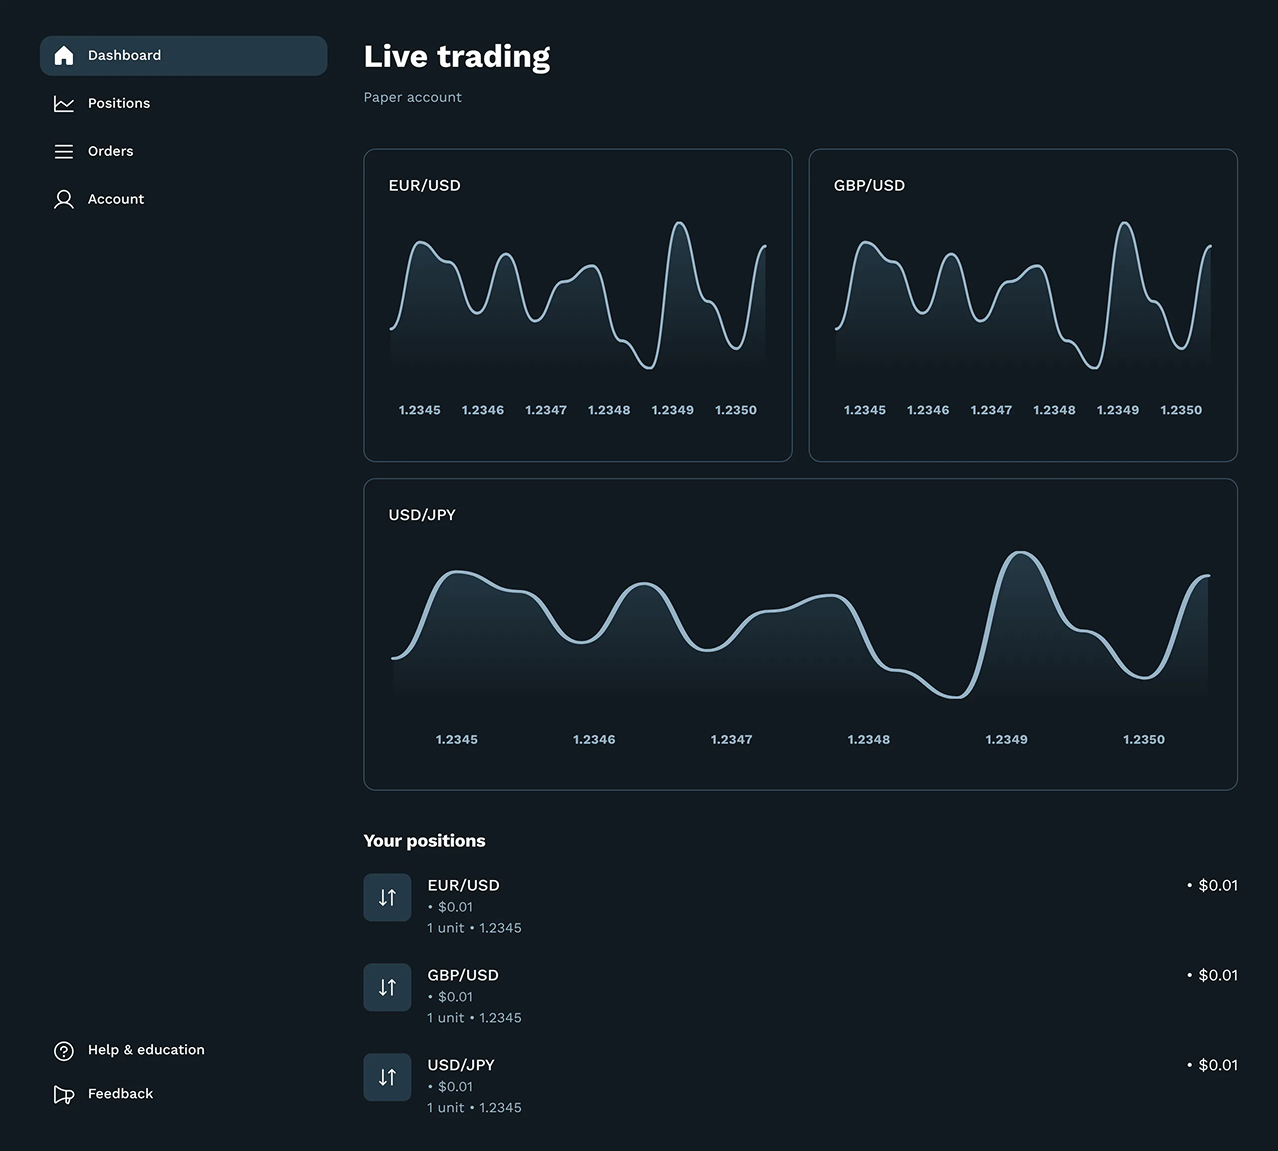 Dashboard
Positions
Orders
Account
Live trading
Paper account
EUR/USD
1.2345 1.2346 1.2347 1.2348 1.2349 1.2350
GBP/USD
1.2345 1.2346 1.2347 1.2348 1.2349 1.2350
USD/JPY
1.2345 1.2346 1.2347 1.2348 1.2349 1.2350
Your positions
EUR/USD • $0.01
• $0.01
1 unit • 1.2345
GBP/USD • $0.01
• $0.01
1 unit • 1.2345
USD/JPY • $0.01
• $0.01
1 unit • 1.2345
Help & education
Feedback